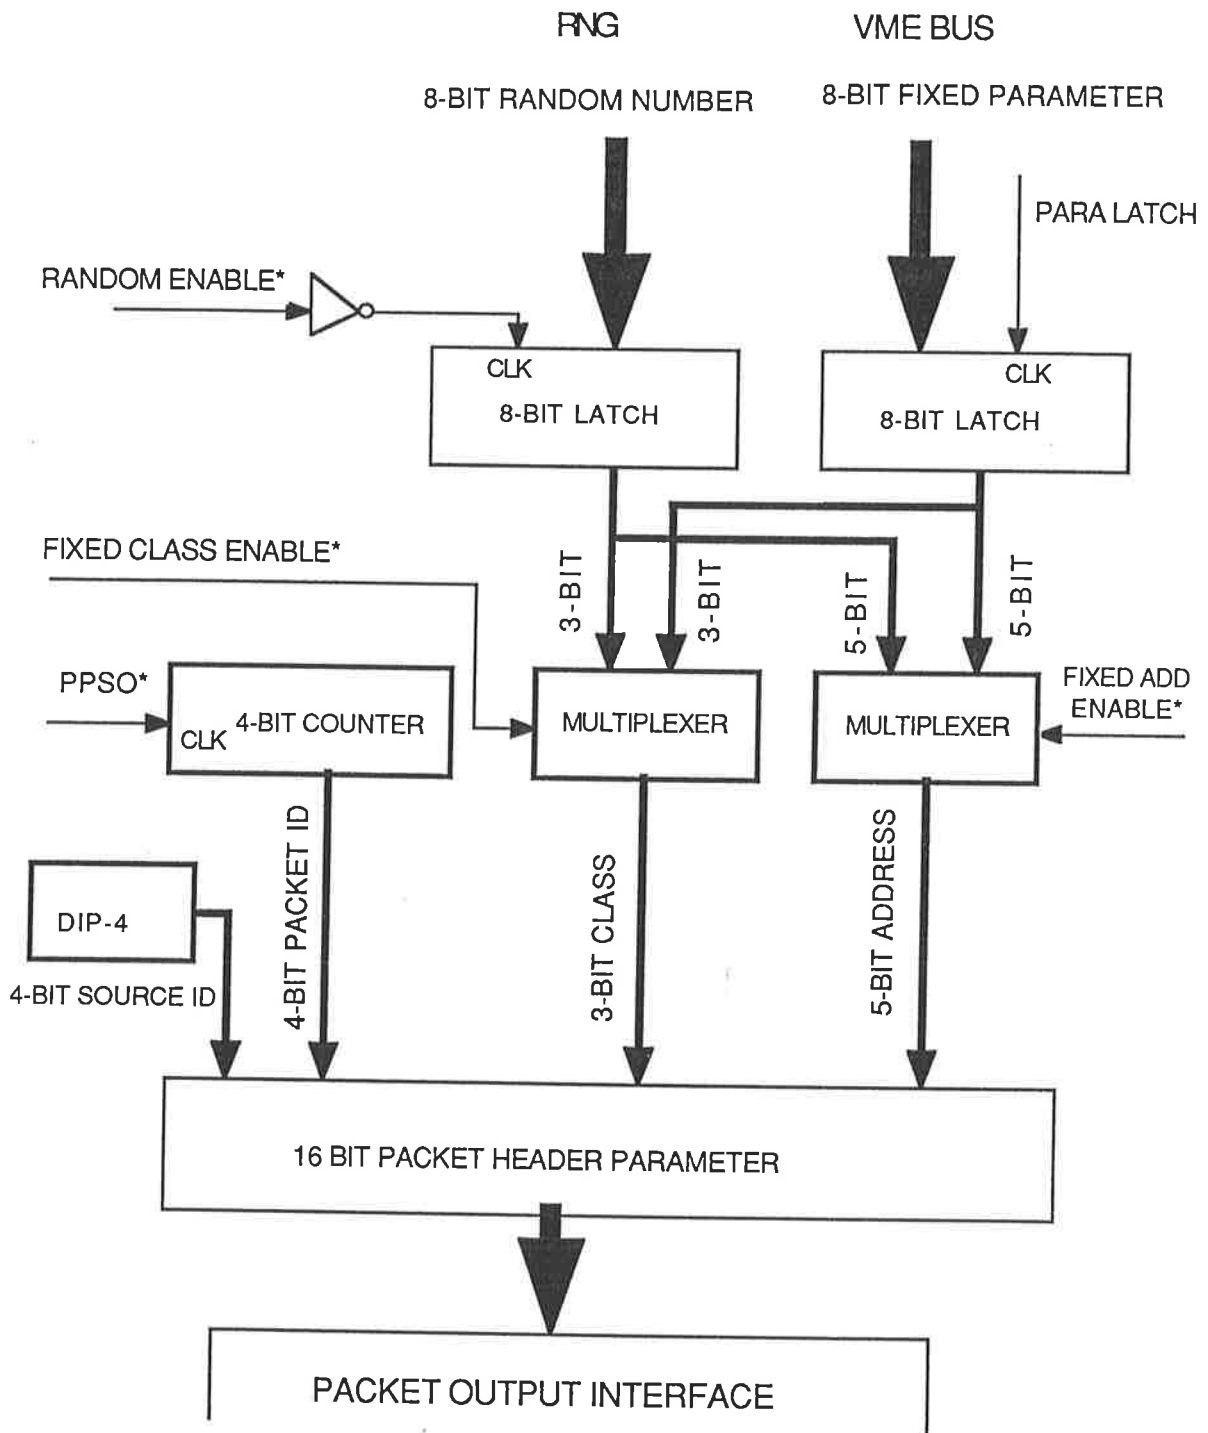 RNG
VME BUS
8-BIT RANDOM NUMBER
8-BIT FIXED PARAMETER
PARA LATCH
RANDOM ENABLE*
CLK
8-BIT LATCH
CLK
8-BIT LATCH
FIXED CLASS ENABLE*
3-BIT
3-BIT
5-BIT
5-BIT
PPSO*
CLK
4-BIT COUNTER
MULTIPLEXER
MULTIPLEXER
FIXED ADD
ENABLE*
DIP-4
4-BIT SOURCE ID
4-BIT PACKET ID
3-BIT CLASS
5-BIT ADDRESS
16 BIT PACKET HEADER PARAMETER
PACKET OUTPUT INTERFACE